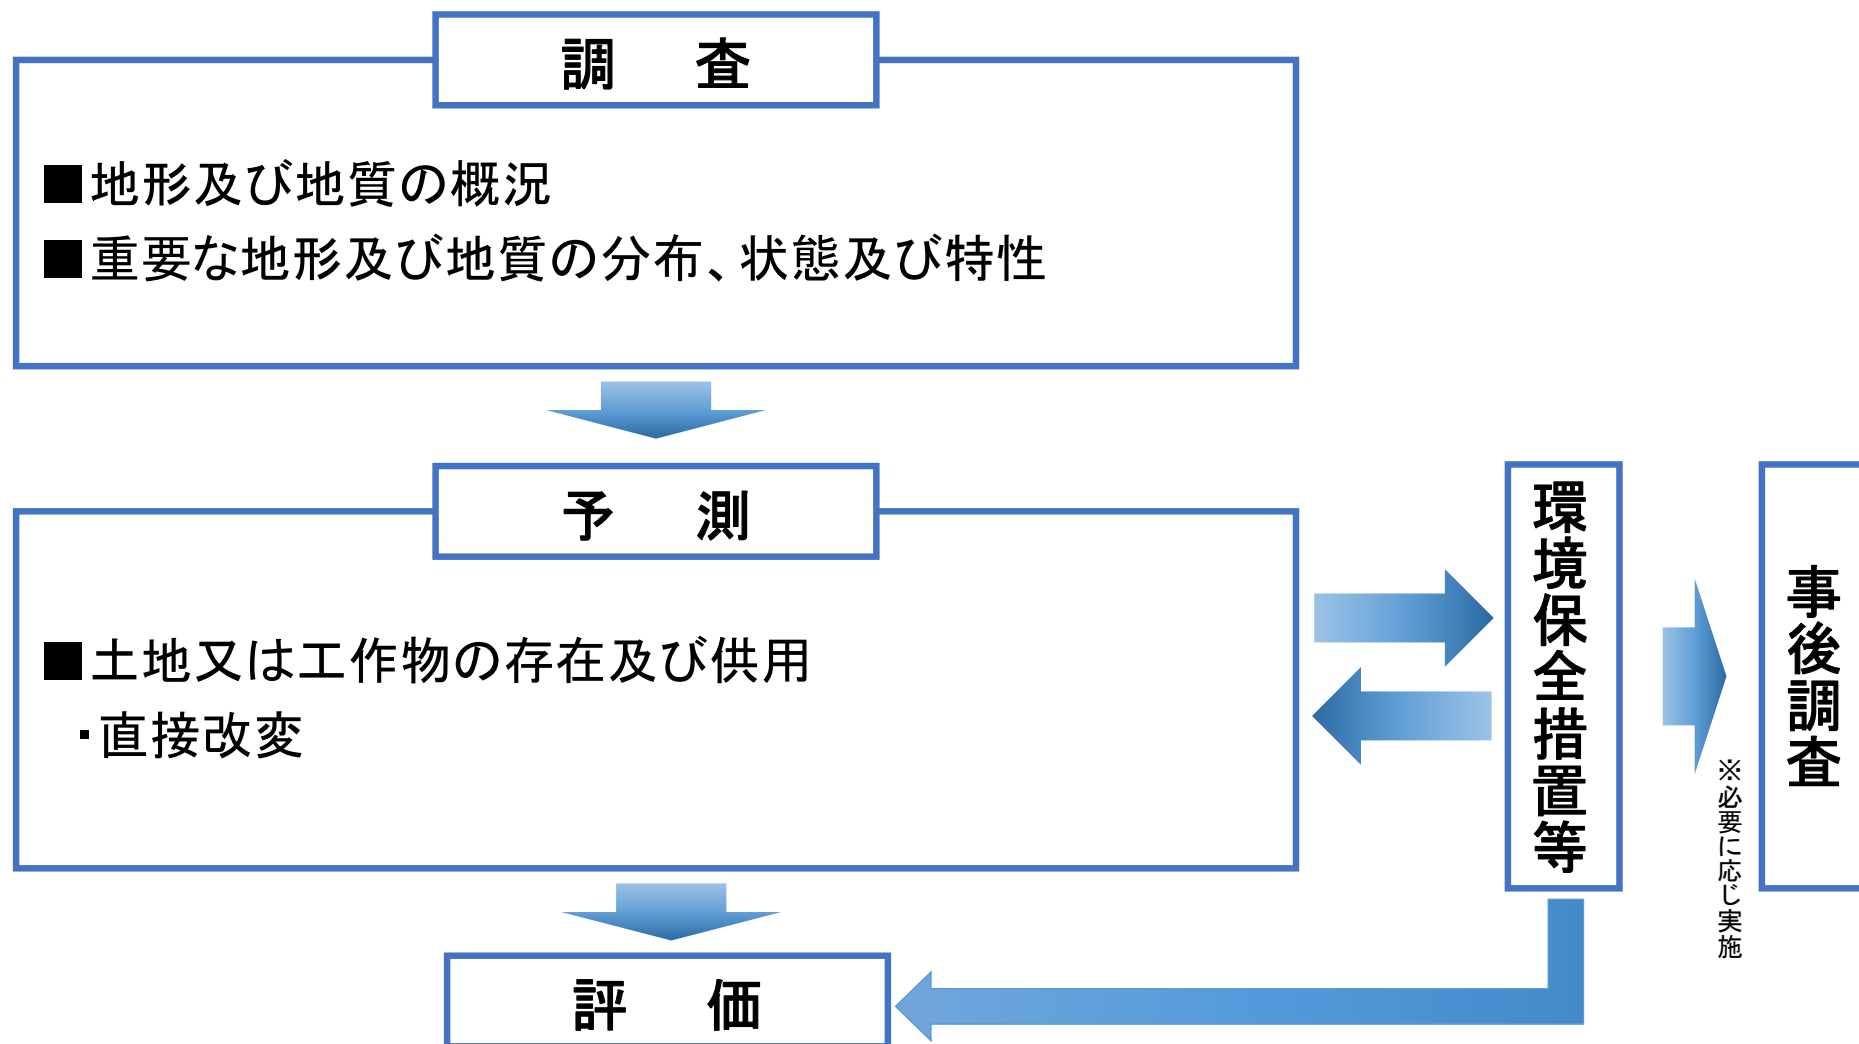 調　査
■地形及び地質の概況
■重要な地形及び地質の分布、状態及び特性
予　測
■土地又は工作物の存在及び供用
・直接改変
環境保全措置等
※必要に応じ実施
事後調査
評　価